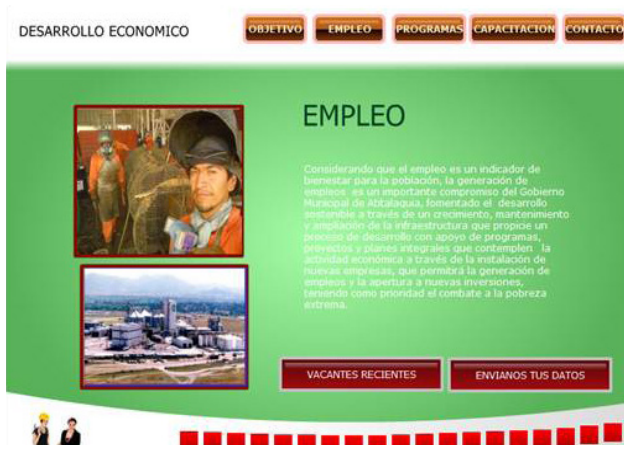 DESARROLLO ECONOMICO
OBJETIVO
EMPLEO
PROGRAMAS
CAPACITACION
CONTACTO
EMPLEO
Considerando que el empleo es un indicador de
bienestar para la población, la generación de
empleos es un importante compromiso del Gobierno
Municipal de Abtalaquia, fomentado el desarrollo
sostenible a través de un crecimiento, mantenimiento
y ampliación de la infraestructura que propicie un
proceso de desarrollo con apoyo de programas,
proyectos y planes integrales que contemplen la
actividad económica a través de la instalación de
nuevas empresas, que permitirá la generación de
empleos y la apertura a nuevas inversiones,
teniendo como prioridad el combate a la pobreza
extrema.
VACANTES RECIENTES
ENVIANOS TUS DATOS